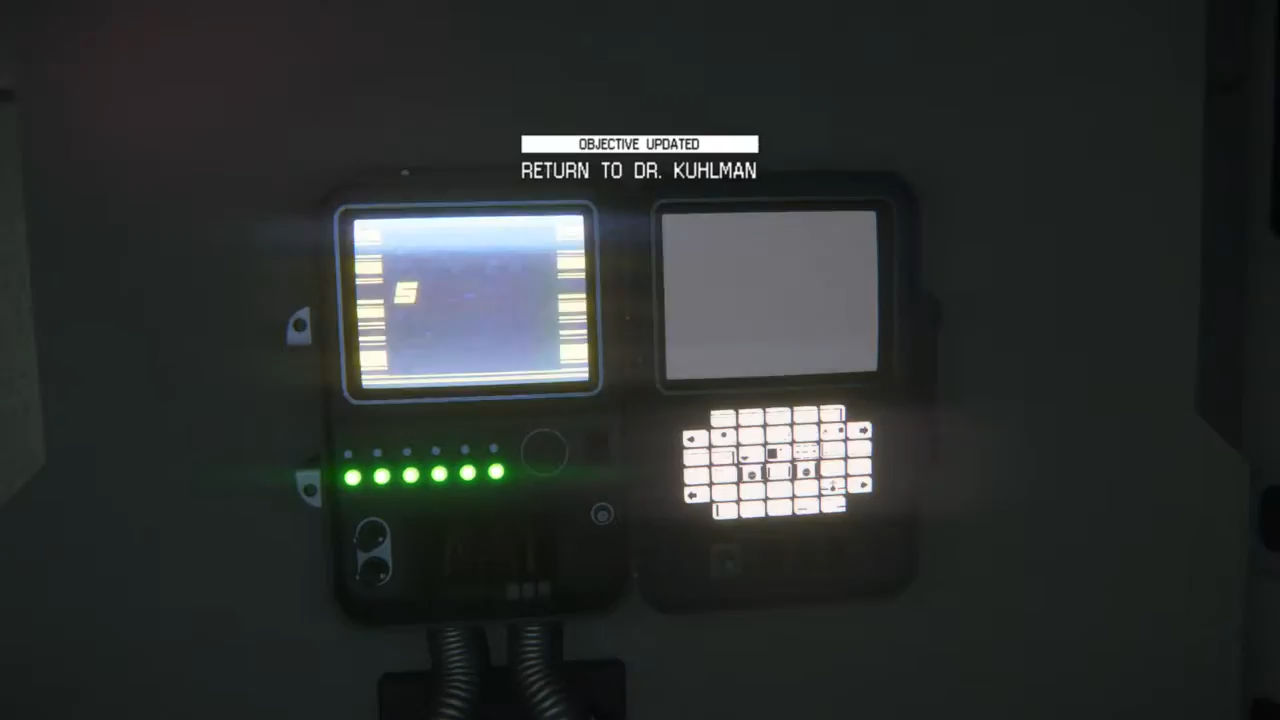 OBJECTIVE UPDATED
RETURN TO DR. KUHLMAN
S